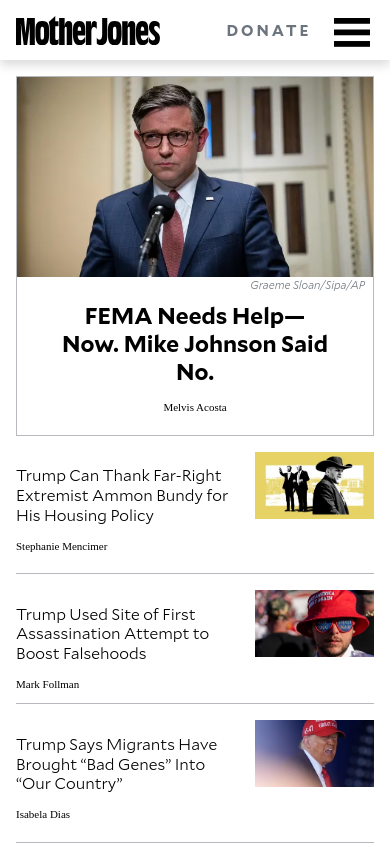 Mother Jones
DONATE
Graeme Sloan/Sipa/AP
FEMA Needs Help—
Now. Mike Johnson Said
No.
Melvis Acosta
Trump Can Thank Far-Right
Extremist Ammon Bundy for
His Housing Policy
Stephanie Mencimer
Trump Used Site of First
Assassination Attempt to
Boost Falsehoods
Mark Follman
Trump Says Migrants Have
Brought “Bad Genes” Into
“Our Country”
Isabela Dias